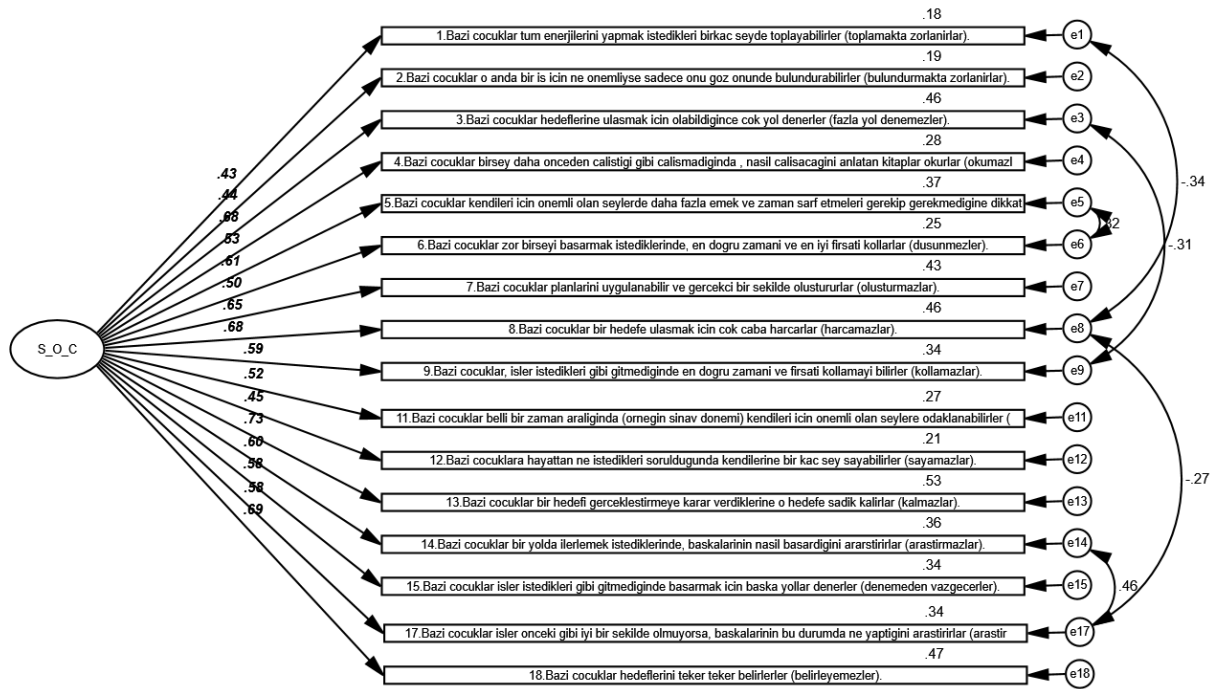 .18
1.Bazi cocuklar tum enerjilerini yapmak istedikleri birkac seyde toplayabilirler (toplamakta zorlanirlar).
e1
.19
2.Bazi cocuklar o anda bir is icin ne onemliyse sadece onu goz onunde bulundurabilirler (bulundurmakta zorlanirlar).
e2
.46
3.Bazi cocuklar hedeflerine ulasmak icin olabildigince cok yol denerler (fazla yol denemezler).
e3
.28
4.Bazi cocuklar birsey daha onceden calistigi gibi calismadiginda , nasil calisacagini anlatan kitaplar okurlar (okumazl
e4
.43
-.34
.37
.44
5.Bazi cocuklar kendileri icin onemli olan seylerde daha fazla emek ve zaman sarf etmeleri gerekip gerekmedigine dikkat
e5
.68
.32
.25
.53
6.Bazi cocuklar zor birseyi basarmak istediklerinde, en dogru zamani ve en iyi firsati kollarlar (dusunmezler).
e6
-.31
.61
.43
.50
7.Bazi cocuklar planlarini uygulanabilir ve gercekci bir sekilde olustururlar (olusturmazlar).
e7
.65
.46
.68
8.Bazi cocuklar bir hedefe ulasmak icin cok caba harcarlar (harcamazlar).
e8
S_O_C
.59
.34
9.Bazi cocuklar, isler istedikleri gibi gitmediginde en dogru zamani ve firsati kollamayi bilirler (kollamazlar).
e9
.52
.27
.45
11.Bazi cocuklar belli bir zaman araliginda (ornegin sinav donemi) kendileri icin onemli olan seylere odaklanabilirler (
e11
.73
.21
.60
12.Bazi cocuklara hayattan ne istedikleri soruldugunda kendilerine bir kac sey sayabilirler (sayamazlar).
e12
.58
.53
-.27
.58
13.Bazi cocuklar bir hedefi gerceklestirmeye karar verdiklerine o hedefe sadik kalirlar (kalmazlar).
e13
.69
.36
14.Bazi cocuklar bir yolda ilerlemek istediklerinde, baskalarinin nasil basardigini ararstirirlar (arastirmazlar).
e14
.34
15.Bazi cocuklar isler istedikleri gibi gitmediginde basarmak icin baska yollar denerler (denemeden vazgecerler).
e15
.46
.34
17.Bazi cocuklar isler onceki gibi iyi bir sekilde olmuyorsa, baskalarinin bu durumda ne yaptigini arastirirlar (arastir
e17
.47
18.Bazi cocuklar hedeflerini teker teker belirlerler (belirleyemezler).
e18